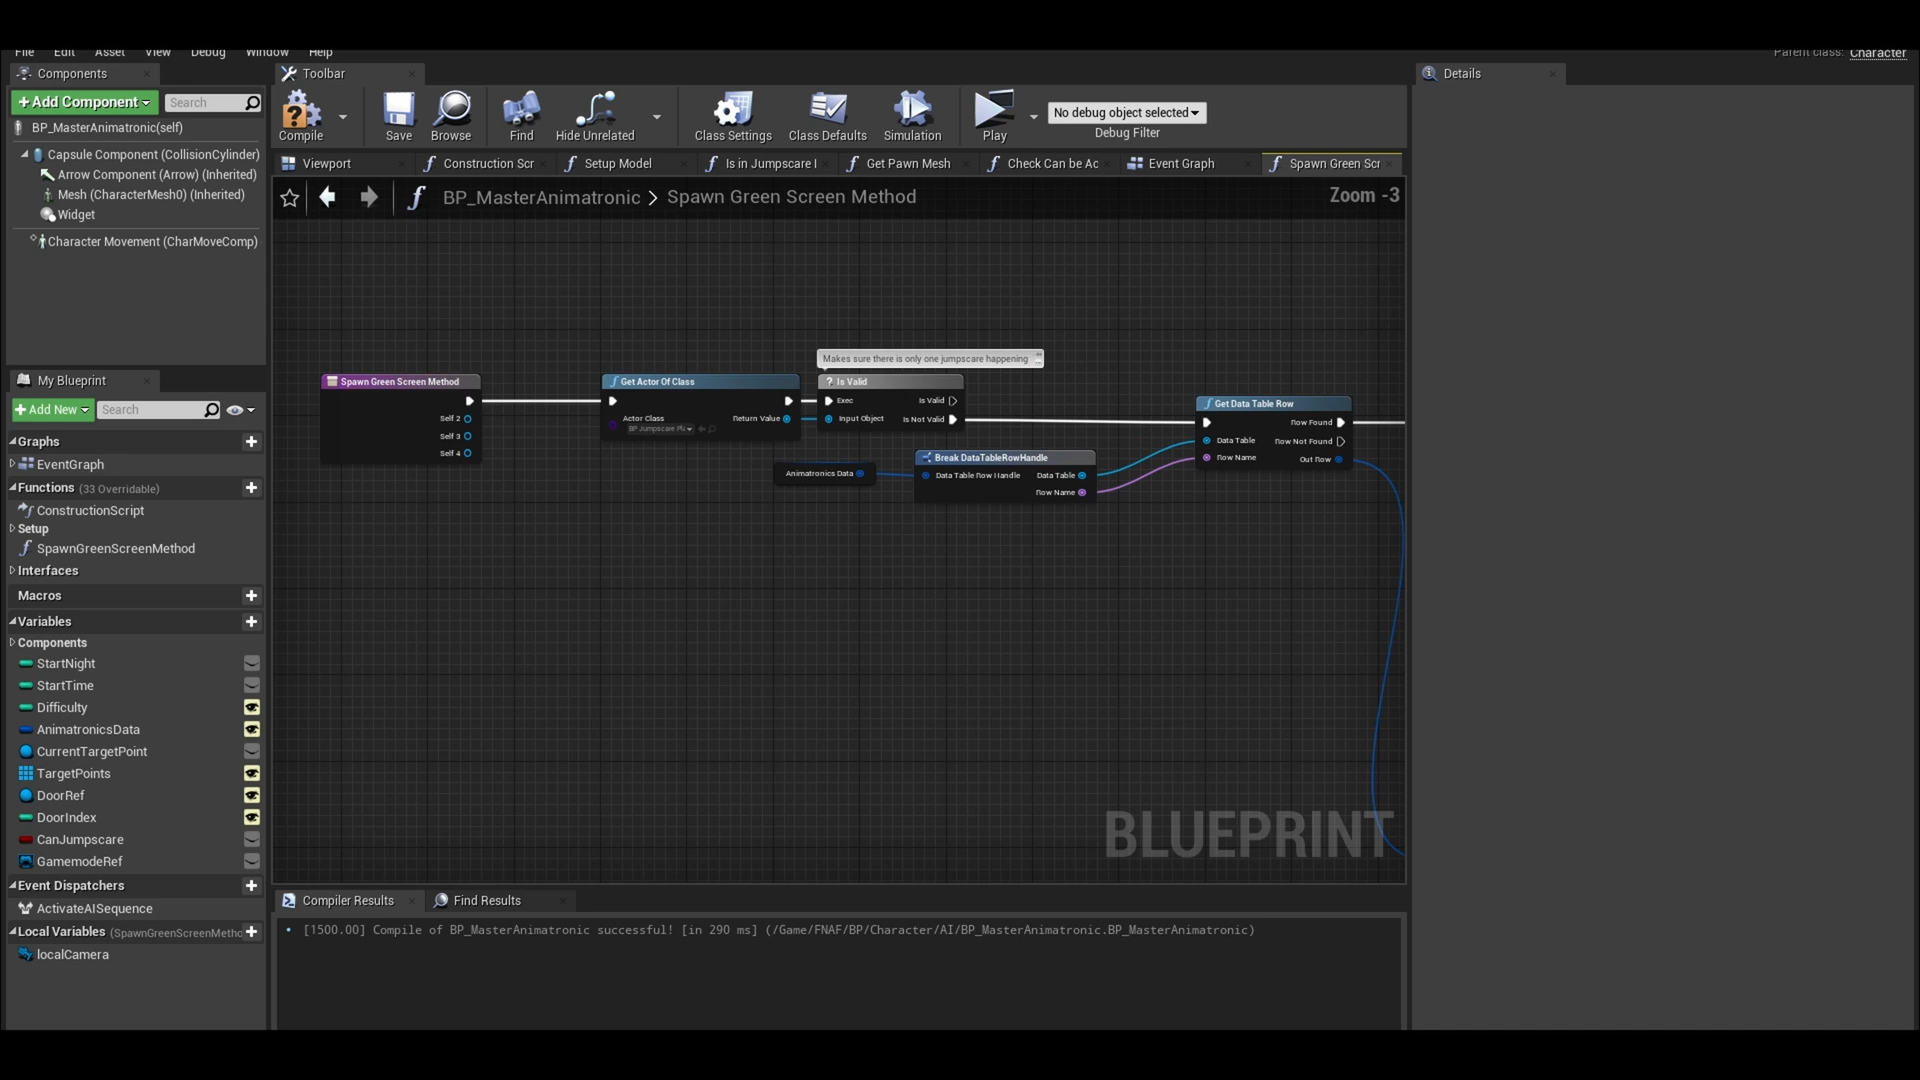 File Edit Asset View Debug Window Help
Parent class: Character
Components
Toolbar
Details
Add Component
Search
Compile
Save
Browse
Find
Hide Unrelated
Class Settings
Class Defaults
Simulation
Play
No debug object selected
Debug Filter
BP_MasterAnimatronic(self)
Capsule Component (CollisionCylinder)
Arrow Component (Arrow) (Inherited)
Mesh (CharacterMesh0) (Inherited)
Widget
Character Movement (CharMoveComp)
Viewport
Construction Scr
Setup Model
Is in Jumpscare
Get Pawn Mesh
Check Can be Ac
Event Graph
Spawn Green Scr
BP_MasterAnimatronic > Spawn Green Screen Method
Zoom -3
Makes sure there is only one jumpscare happening
Spawn Green Screen Method
Self 2
Self 3
Self 4
Get Actor Of Class
Actor Class
BP Jumpscare
Return Value
? Is Valid
Exec
Is Valid
Input Object
Is Not Valid
Animatronics Data
Break DataTableRowHandle
Data Table Row Handle
Data Table
Row Name
Get Data Table Row
Row Found
Data Table
Row Not Found
Row Name
Out Row
BLUEPRINT
My Blueprint
Add New
Search
Graphs
EventGraph
Functions (33 Overridable)
ConstructionScript
Setup
SpawnGreenScreenMethod
Interfaces
Macros
Variables
Components
StartNight
StartTime
Difficulty
AnimatronicsData
CurrentTargetPoint
TargetPoints
DoorRef
DoorIndex
CanJumpscare
GamemodeRef
Event Dispatchers
ActivateAISequence
Local Variables (SpawnGreenScreenMetho
localCamera
Compiler Results
Find Results
[1500.00] Compile of BP_MasterAnimatronic successful! [in 290 ms] (/Game/FNAF/BP/Character/AI/BP_MasterAnimatronic.BP_MasterAnimatronic)